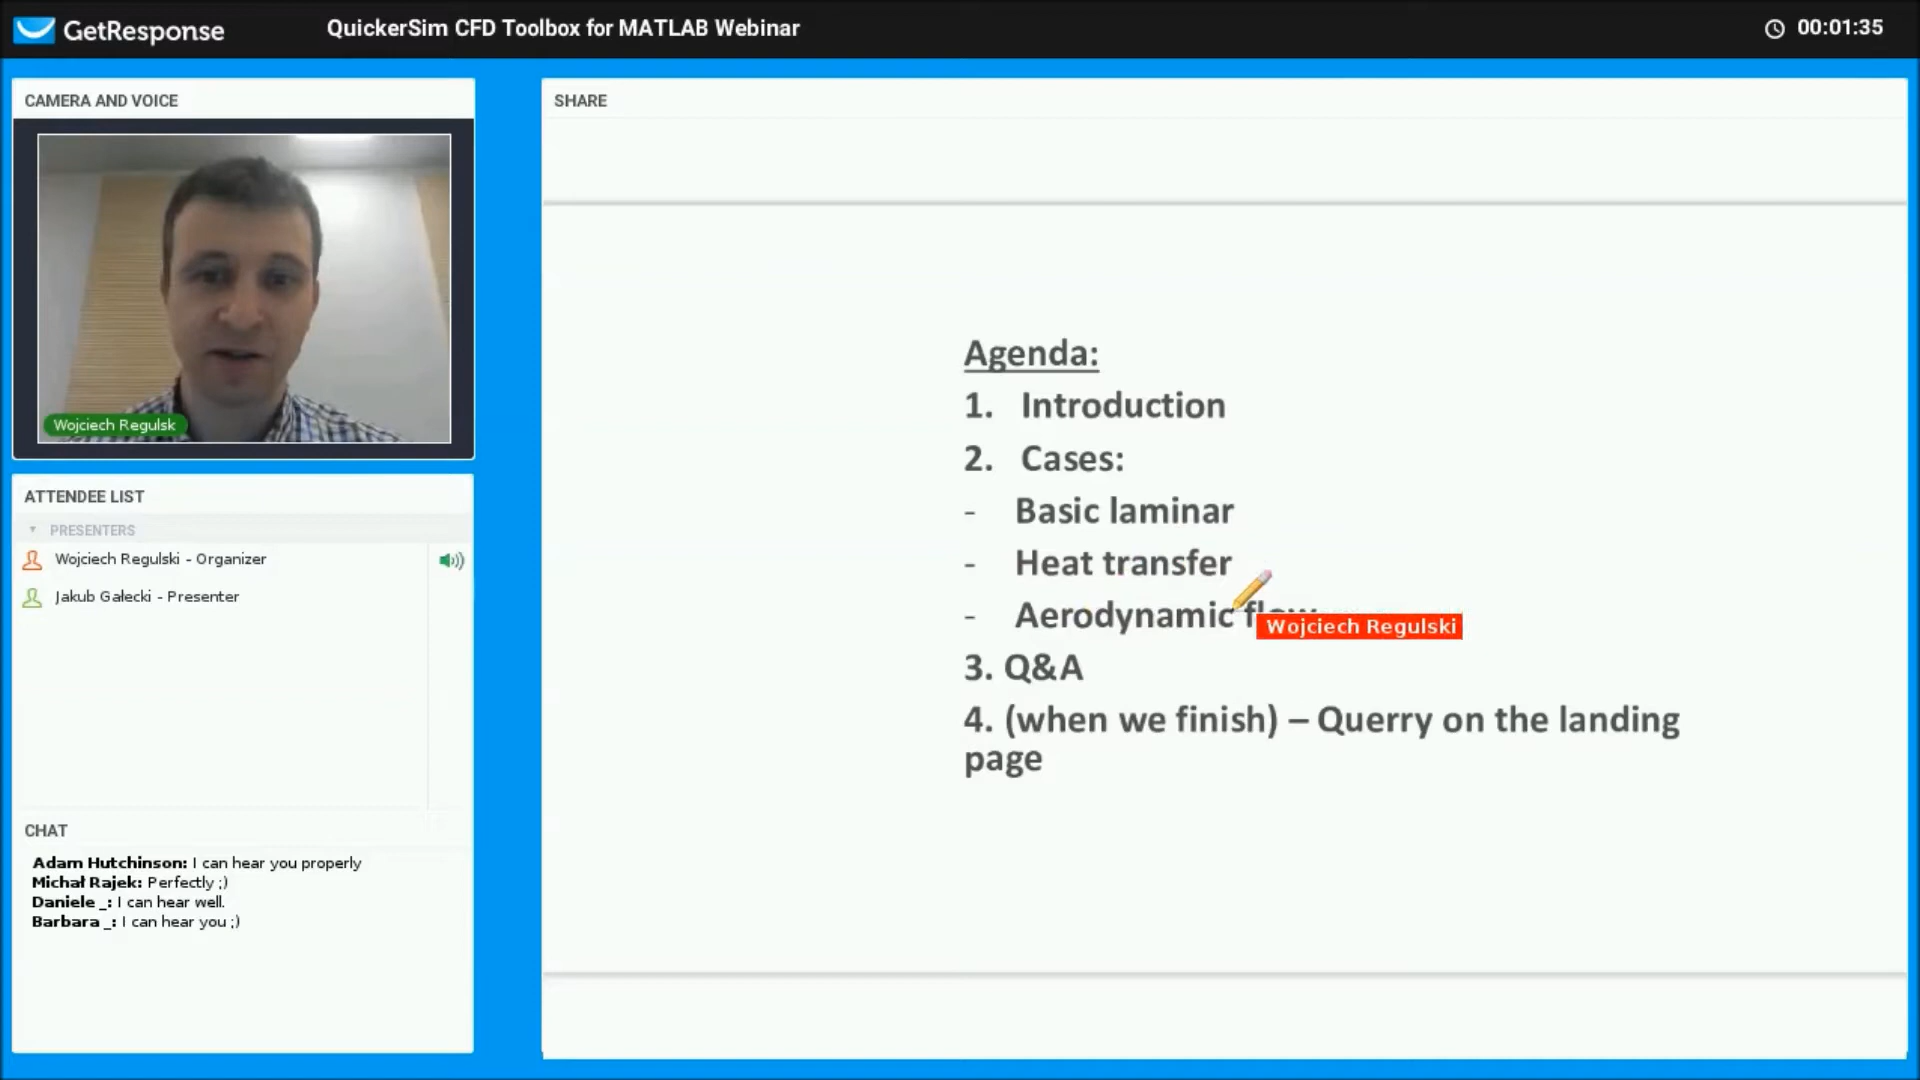 GetResponse
QuickerSim CFD Toolbox for MATLAB Webinar
00:01:35
CAMERA AND VOICE
Wojciech Regulsk
ATTENDEE LIST
PRESENTERS
Wojciech Regulski - Organizer
Jakub Gałecki - Presenter
CHAT
Adam Hutchinson: I can hear you properly
Michał Rajek: Perfectly ;)
Daniele _: I can hear well.
Barbara _: I can hear you ;)
SHARE
Agenda:
1. Introduction
2. Cases:
- Basic laminar
- Heat transfer
- Aerodynamic flow
Wojciech Regulski
3. Q&A
4. (when we finish) – Querry on the landing
page